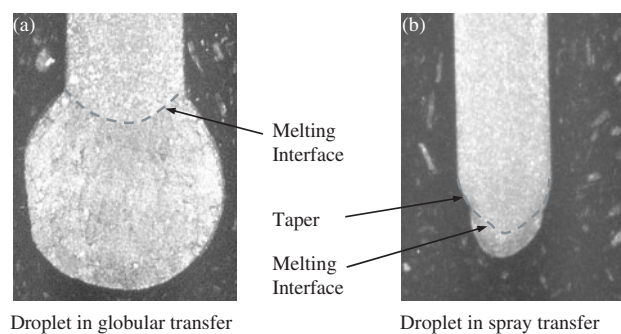 (a)
(b)
Melting
Interface
Taper
Melting
Interface
Droplet in globular transfer
Droplet in spray transfer